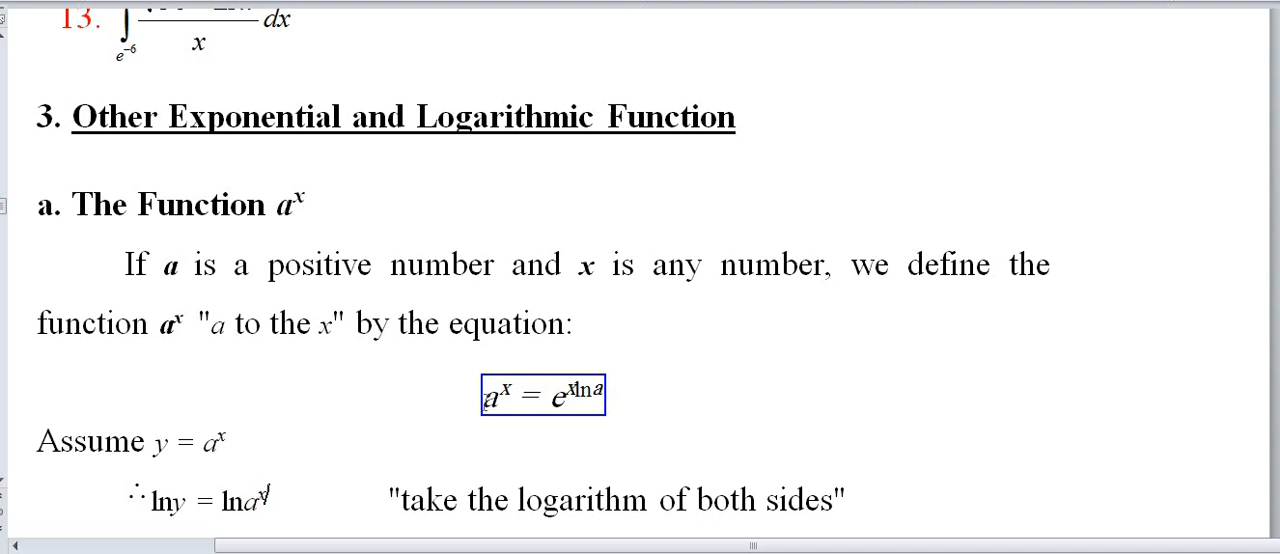 13. ∫ e⁻⁶ x dx
3. Other Exponential and Logarithmic Function
a. The Function aˣ
If a is a positive number and x is any number, we define the
function aˣ "a to the x" by the equation:
aˣ = e^{xlna}
Assume y = aˣ
∴ lny = lnaˣ "take the logarithm of both sides"